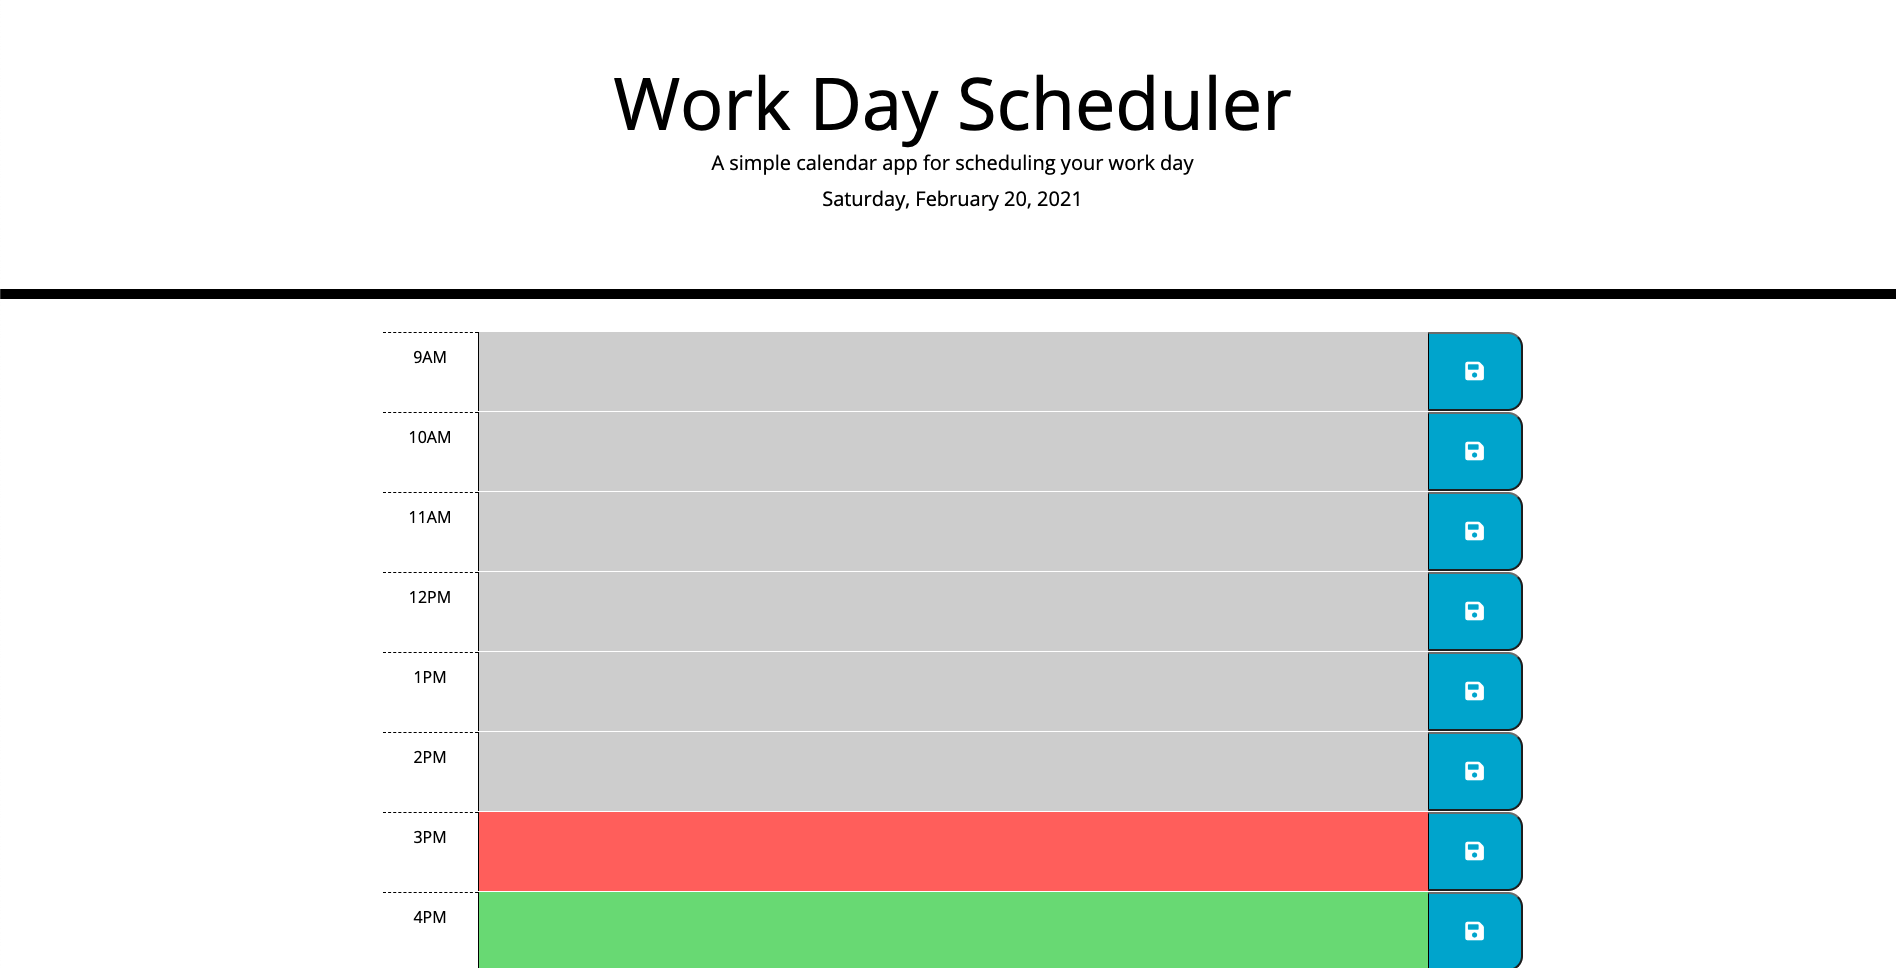 Work Day Scheduler
A simple calendar app for scheduling your work day
Saturday, February 20, 2021
9AM
10AM
11AM
12PM
1PM
2PM
3PM
4PM